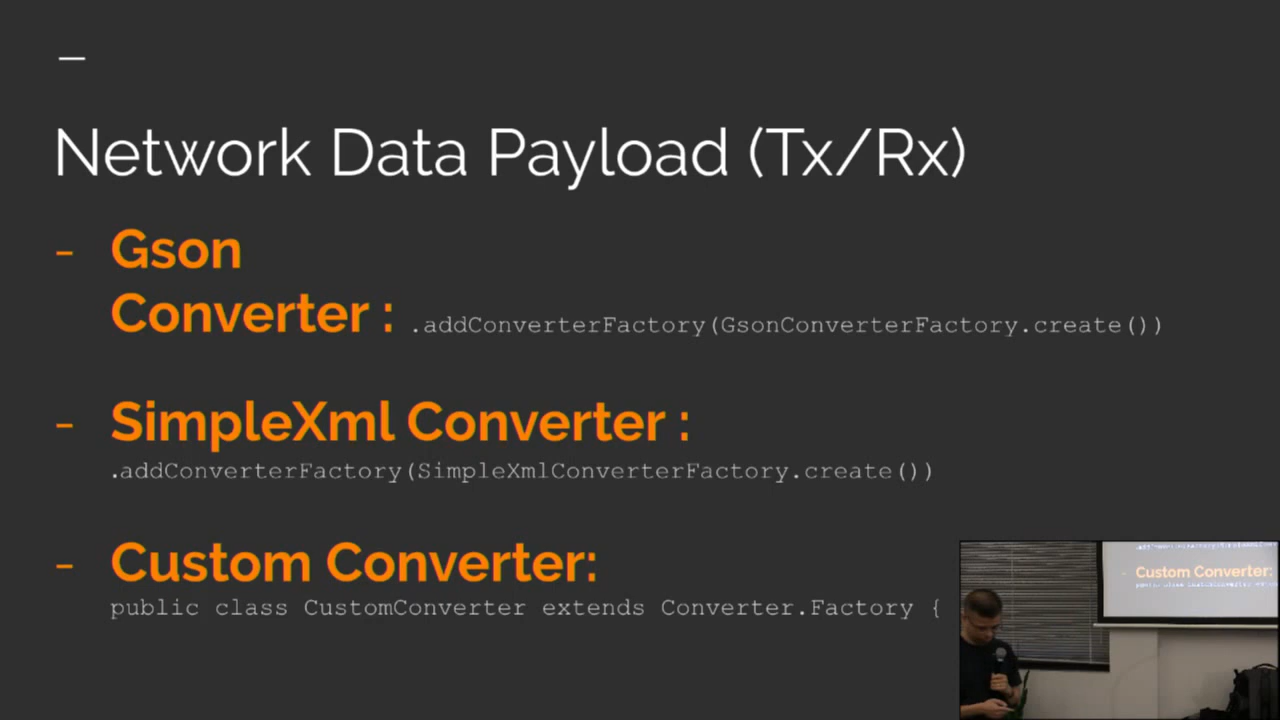 Network Data Payload (Tx/Rx)
- Gson
Converter : .addConverterFactory(GsonConverterFactory.create())
- SimpleXml Converter :
.addConverterFactory(SimpleXmlConverterFactory.create())
- Custom Converter:
public class CustomConverter extends Converter.Factory {
- Custom Converter: